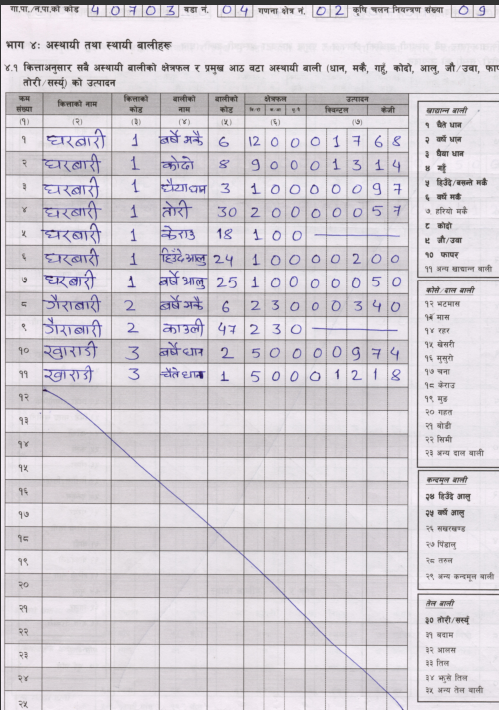 गा.पा./न.पा.को कोड 4 0 7 0 3 वडा नं. 0 4 गणना क्षेत्र नं. 0 2 कृषि चलन नियन्त्रण संख्या 0 9
भाग ४: अस्थायी तथा स्थायी बालीहरू
४.१ कित्ताअनुसार सबै अस्थायी बालीको क्षेत्रफल र प्रमुख आठ वटा अस्थायी बाली (धान, मकै, गहुँ, कोदो, आलु, जौ/उवा, फापर
तोरी/सर्स्युं) को उत्पादन
क्रम संख्या कित्ताको नाम कित्ताको कोड बालीको नाम बालीको कोड क्षेत्रफल उत्पादन
क्विन्टल केजी
(१) (२) (३) (४) (५) (६) (७)
१ घरबारी 1 बर्षे मकै 6 12 0 0 0 1 7 6 8
२ घरबारी 1 कोदो 8 9 0 0 0 1 3 1 4
३ घरबारी 1 घैयाधान 3 1 0 0 0 0 0 9 7
४ घरबारी 1 तोरी 30 2 0 0 0 0 0 5 7
५ घरबारी 1 केराउ 18 1 0 0
६ घरबारी 1 हिउँदे आलु 24 1 0 0 0 0 2 0 0
७ घरबारी 1 बर्षे आलु 25 1 0 0 0 0 0 5 0
८ गैराबारी 2 बर्षे मकै 6 2 3 0 0 0 3 4 0
९ गैराबारी 2 काउली 47 2 3 0
१० खाराडी 3 बर्षे धान 2 5 0 0 0 0 9 7 4
११ खाराडी 3 चैते धान 1 5 0 0 0 1 2 1 8
१२
१३
१४
१५
१६
१७
१८
१९
२०
२१
२२
२३
२४
२५
खाद्यान्न बाली
१ चैते धान
२ वर्षे धान
३ घैया धान
४ गहुँ
५ हिउँदे/बसन्ते मकै
६ वर्षे मकै
७ हरियो मकै
८ कोदो
९ जौ/उवा
१० फापर
११ अन्य खाद्यान्न बाली
कोसे/दाल बाली
१२ भटमास
१३ मास
१४ रहर
१५ खेसरी
१६ मुसुरो
१७ चना
१८ केराउ
१९ मुङ
२० गहत
२१ बोडी
२२ सिमी
२३ अन्य दाल बाली
कन्दमूल बाली
२४ हिउँदे आलु
२५ वर्षे आलु
२६ सखरखण्ड
२७ पिंडालु
२८ तरुल
२९ अन्य कन्दमूल बाली
तेल बाली
३० तोरी/सर्स्युं
३१ बदाम
३२ आलस
३३ तिल
३४ झुसे तिल
३५ अन्य तेल बाली